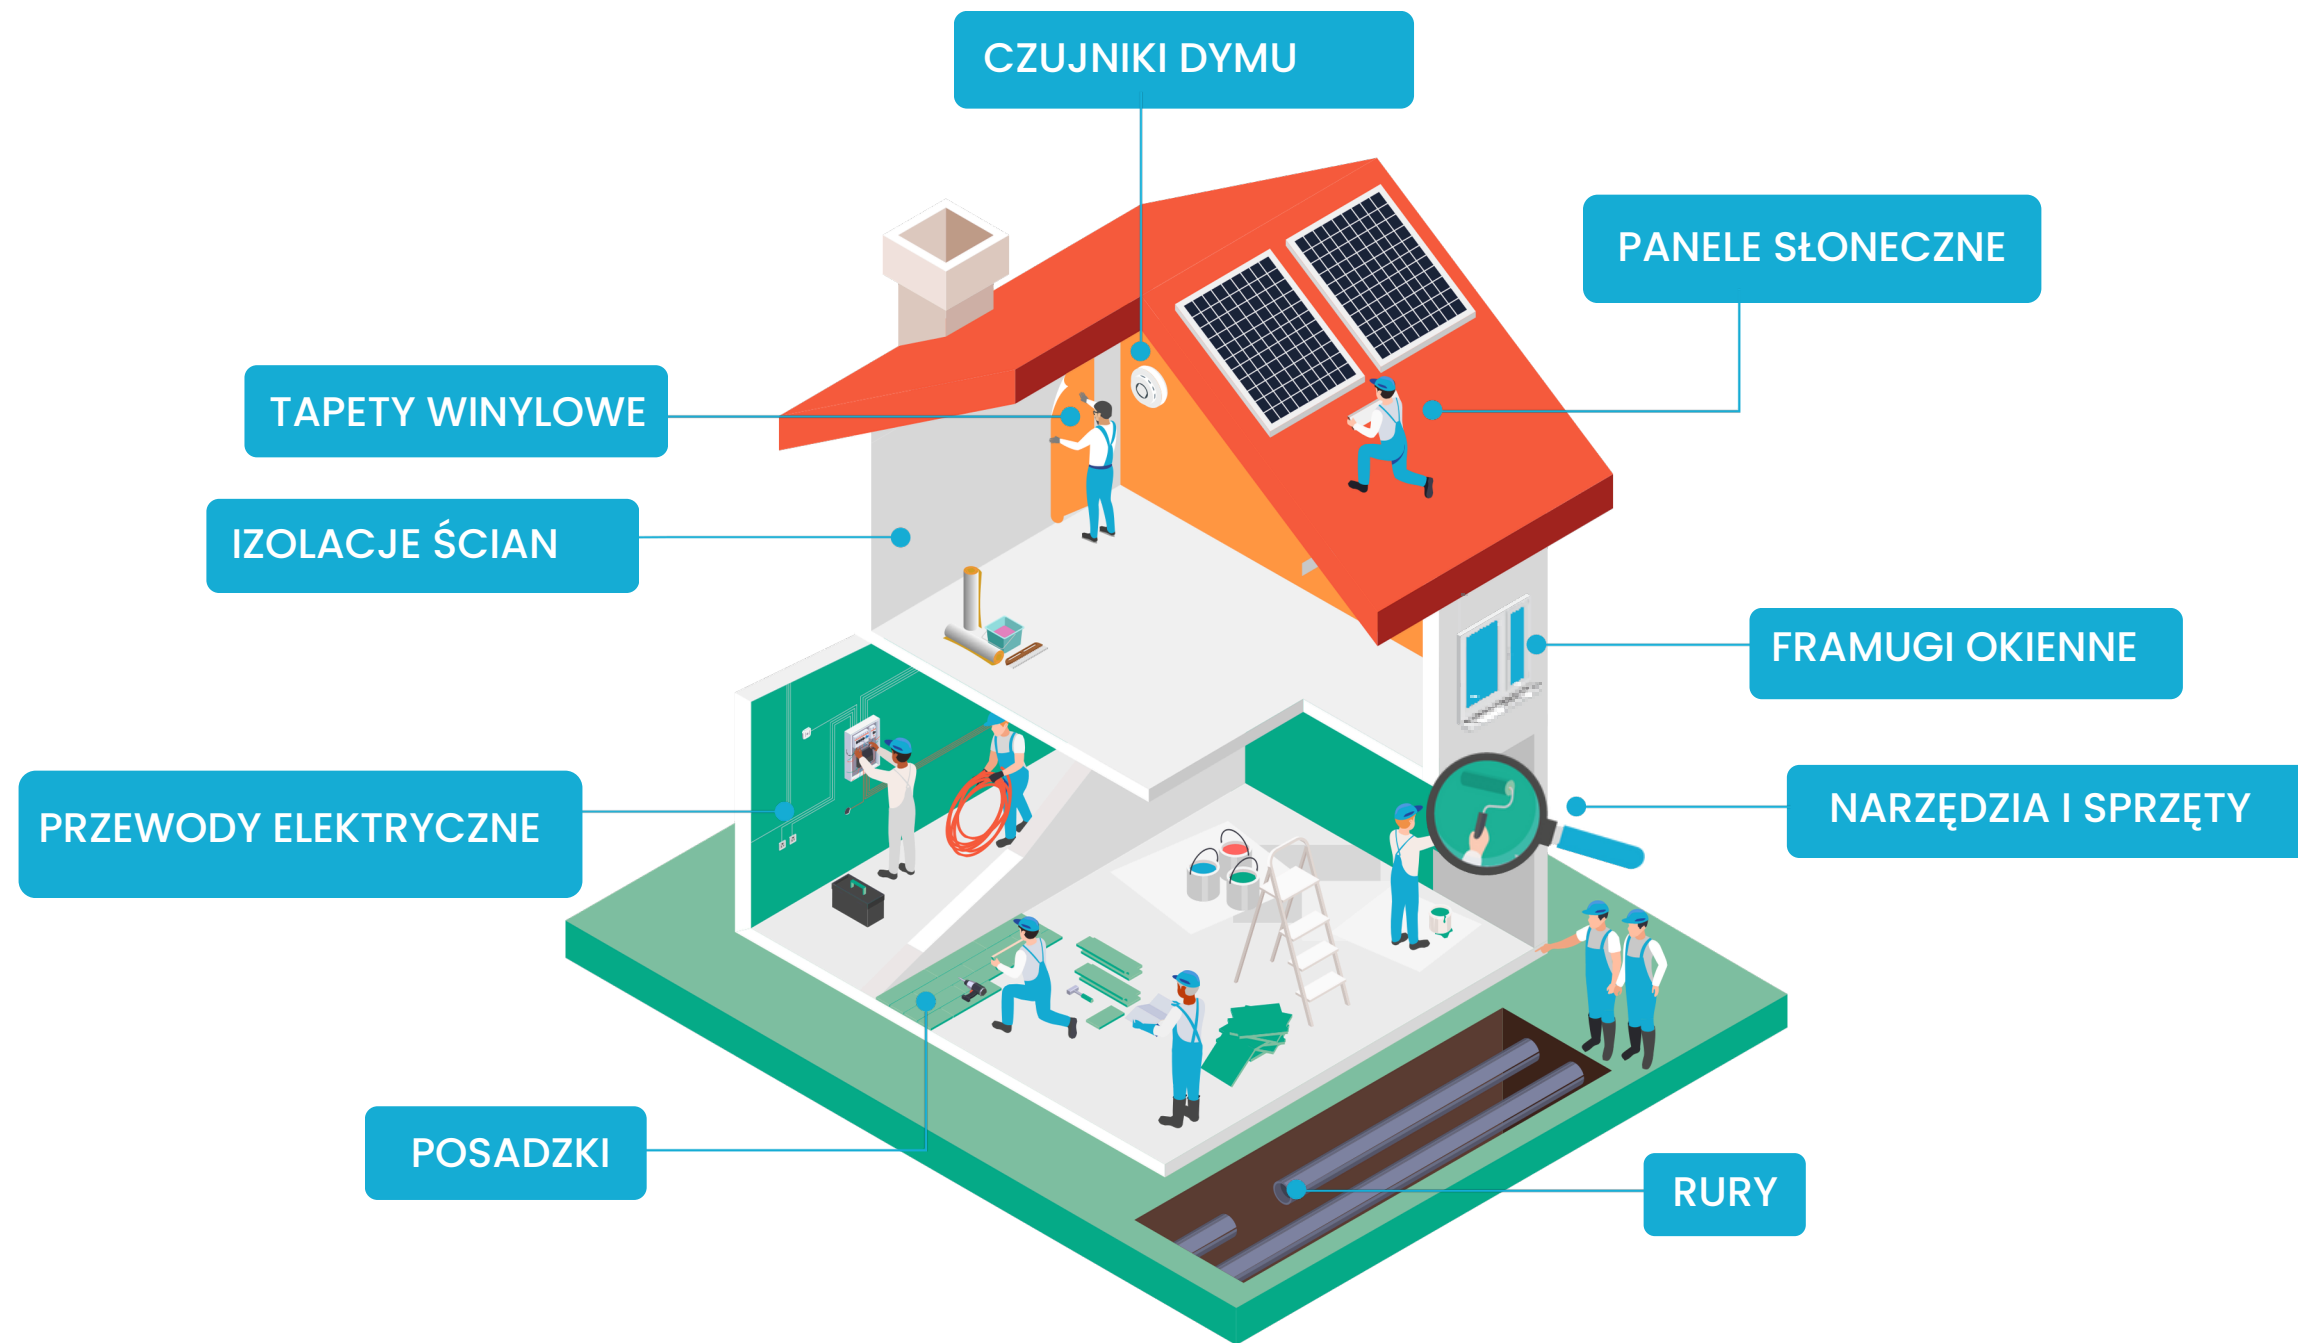 CZUJNIKI DYMU
PANELE SŁONECZNE
TAPETY WINYLOWE
IZOLACJE ŚCIAN
FRAMUGI OKIENNE
PRZEWODY ELEKTRYCZNE
NARZĘDZIA I SPRZĘTY
POSADZKI
RURY